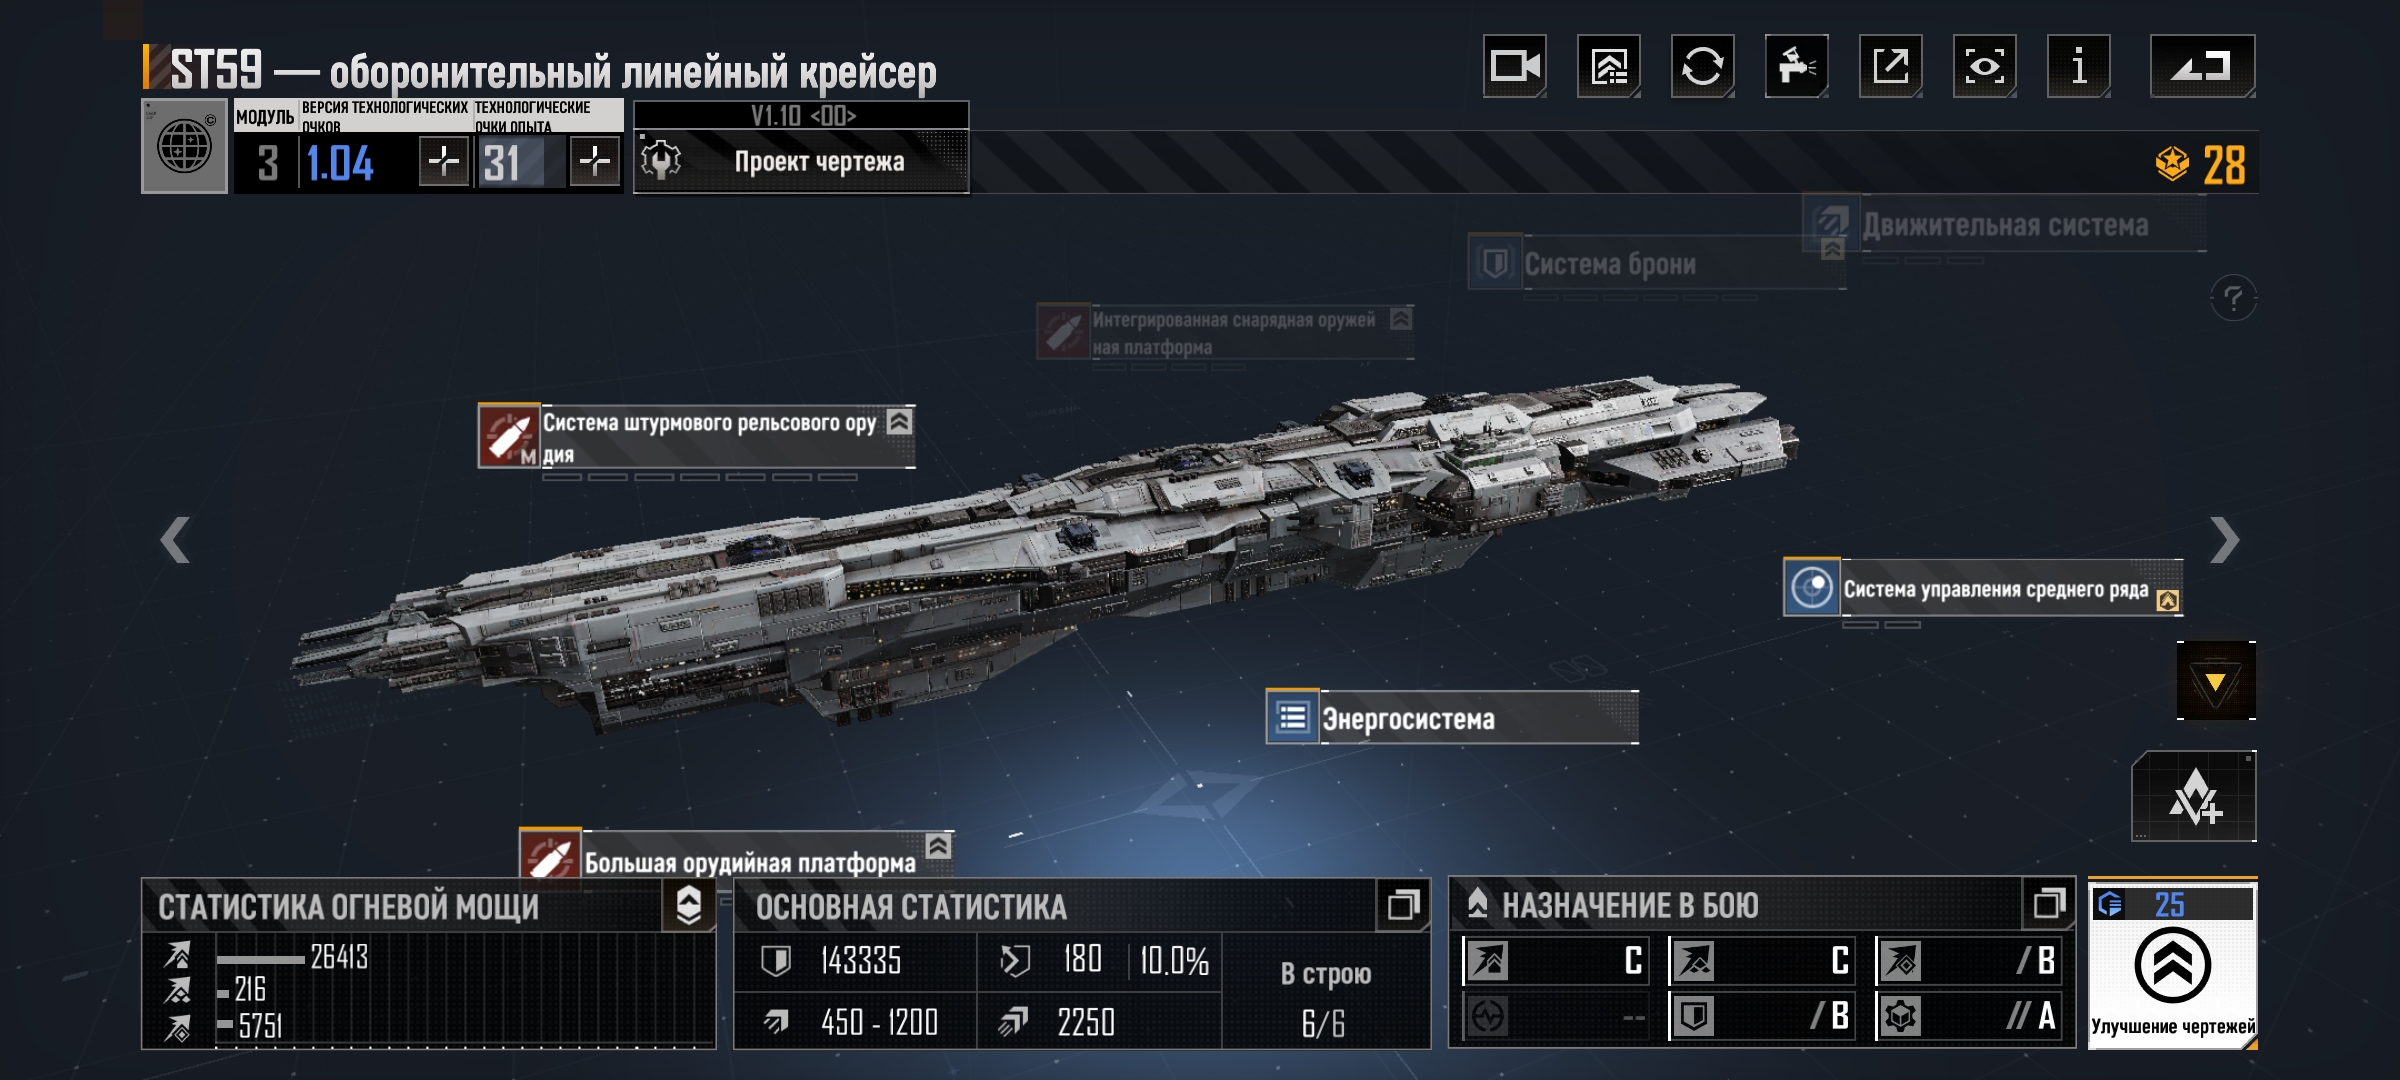 ST59 — оборонительный линейный крейсер
МОДУЛЬ
ВЕРСИЯ ТЕХНОЛОГИЧЕСКИХ
ОЧКОВ
ТЕХНОЛОГИЧЕСКИЕ
ОЧКИ ОПЫТА
3
1.04
31
V1.10 <00>
Проект чертежа
28
Движительная система
Система брони
Интегрированная снарядная оружей
ная платформа
Система штурмового рельсового ору
дия
M
Система управления среднего ряда
Энергосистема
Большая орудийная платформа
СТАТИСТИКА ОГНЕВОЙ МОЩИ
26413
216
5751
ОСНОВНАЯ СТАТИСТИКА
143335
180
10.0%
450 - 1200
2250
В строю
6/6
НАЗНАЧЕНИЕ В БОЮ
C
C
/ B
--
/ B
// A
25
Улучшение чертежей